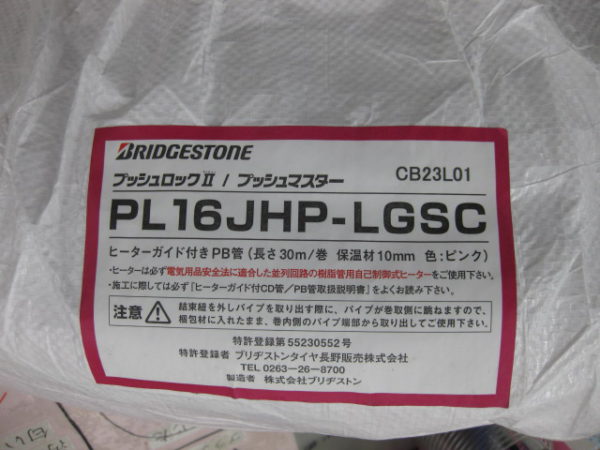 BRIDGESTONE
プッシュロックⅡ / プッシュマスター
CB23L01
PL16JHP-LGSC
ヒーターガイド付きPB管(長さ30m/巻 保温材10mm 色:ピンク)
・ヒーターは必ず電気用品安全法に適合した並列回路の樹脂管用自己制御式ヒーターをご使用下さい。
・施工に際しては必ず「ヒーターガイド付CD管/PB管取扱説明書」をよくお読み下さい。
注意
結束紐を外しパイプを取り出す際に、パイプが巻取側に跳ねますので、
梱包材に入れたまま、巻内側のパイプ端部から取り出してご使用下さい。
特許登録第55230552号
特許登録者 ブリヂストンタイヤ長野販売株式会社
TEL 0263-26-8700
製造者 株式会社ブリヂストン